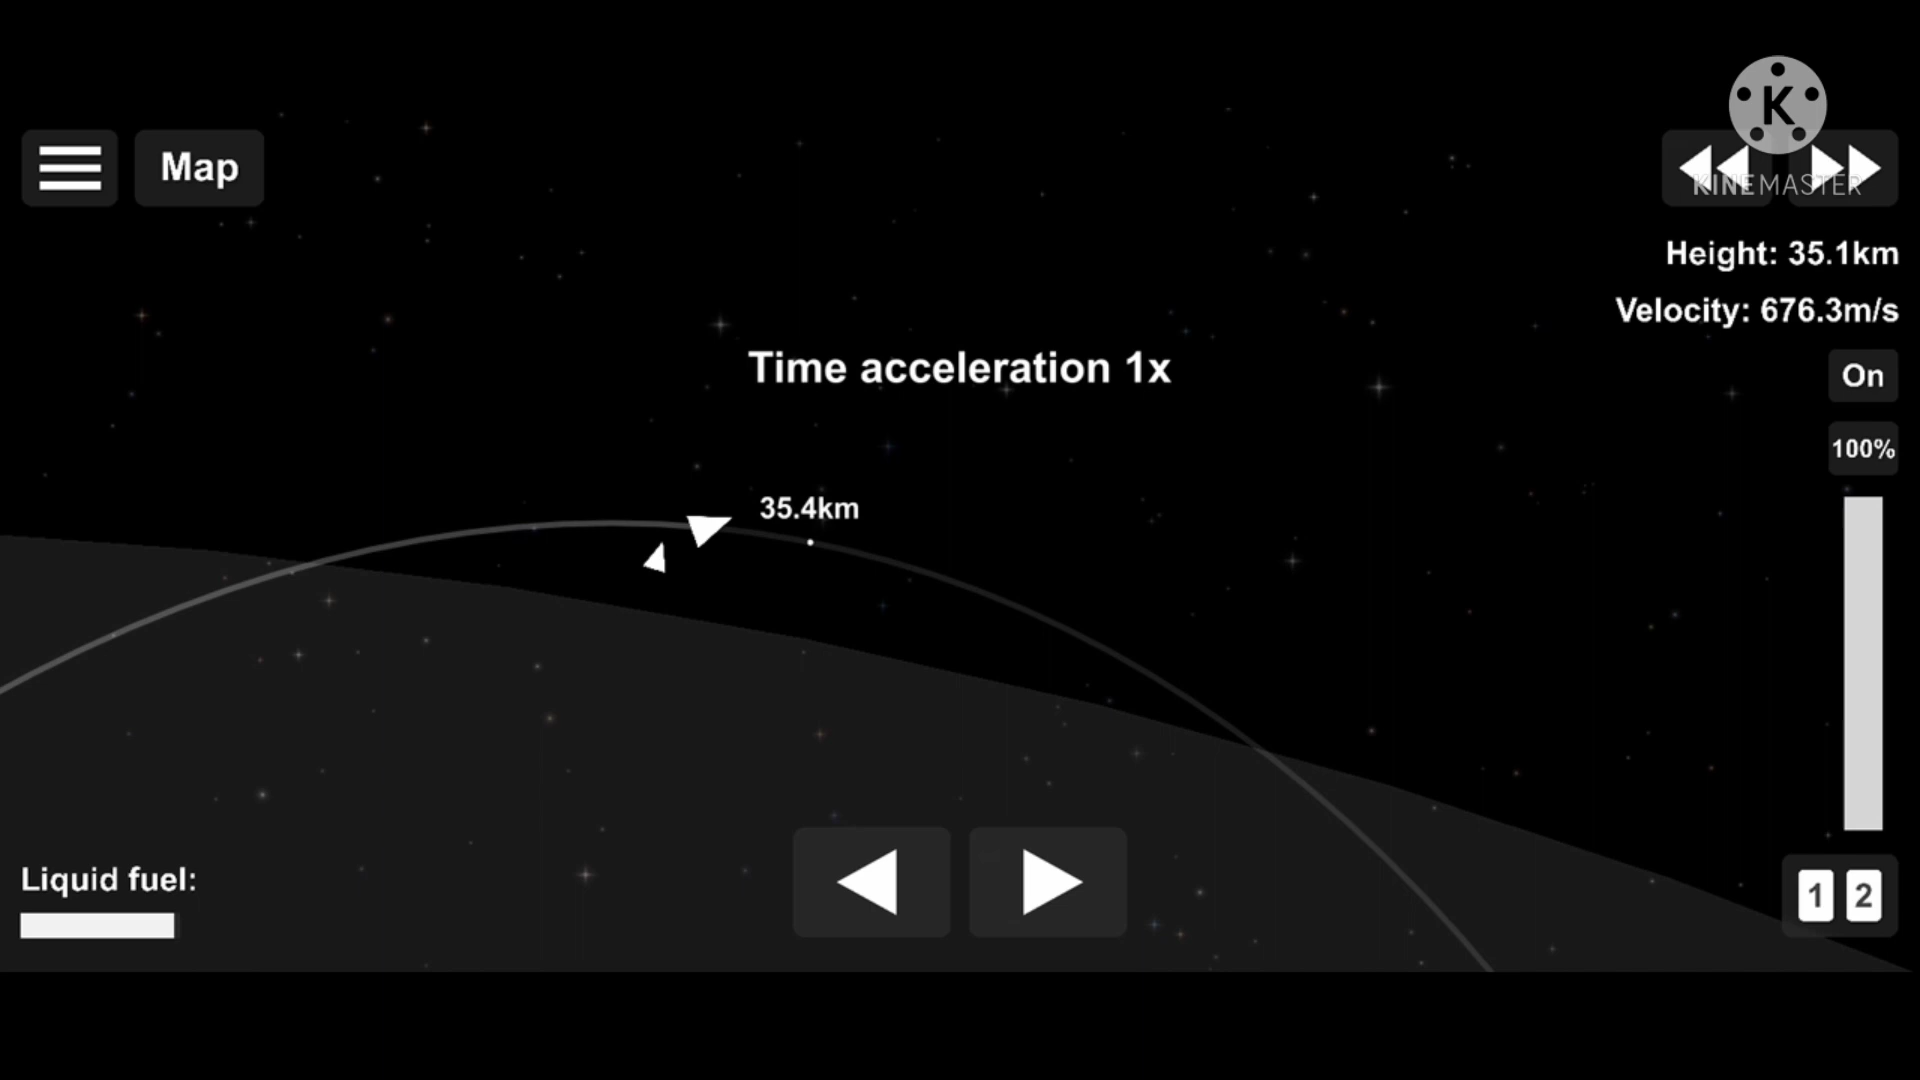 K
KINEMASTER
Map
Height: 35.1km
Velocity: 676.3m/s
Time acceleration 1x
On
100%
35.4km
Liquid fuel:
1 2